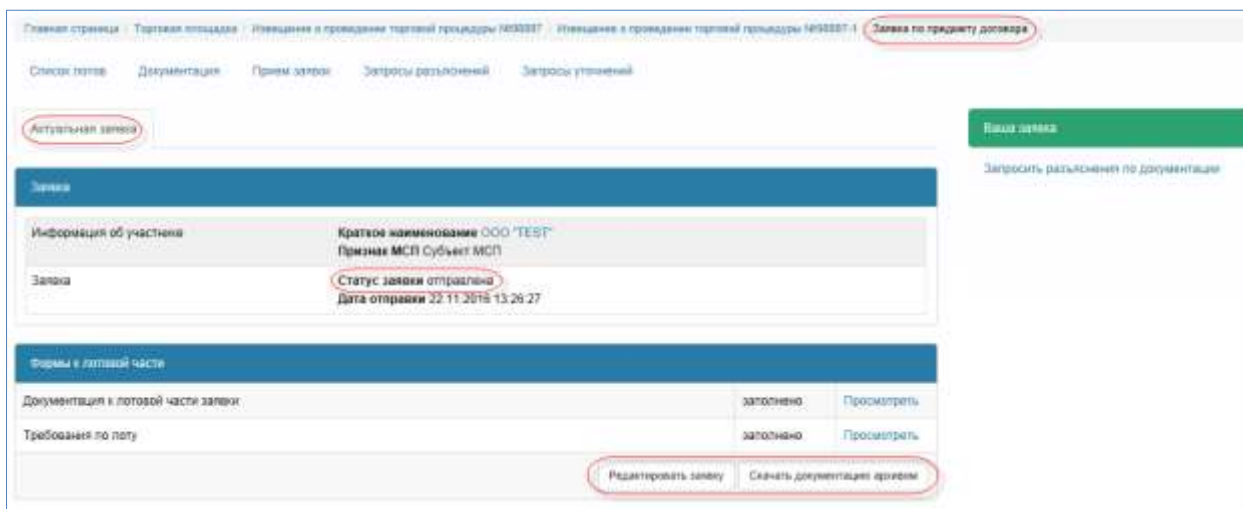 Главная страница / Торговая площадка / Извещение о проведении торговой процедуры №98887 / Извещение о проведении торговой процедуры №98887-1 / Заявка по предмету договора
Список лотов Документация Прием заявок Запросы разъяснений Запросы уточнений
Актуальная заявка
Ваша заявка
Запросить разъяснения по документации
Заявка
Информация об участнике Краткое наименование ООО "TEST"
Признак МСП Субъект МСП
Заявка Статус заявки отправлена
Дата отправки 22.11.2016 13:26:27
Формы к лотовой части
Документация к лотовой части заявки заполнено Просмотреть
Требования по лоту заполнено Просмотреть
Редактировать заявку Скачать документацию архивом